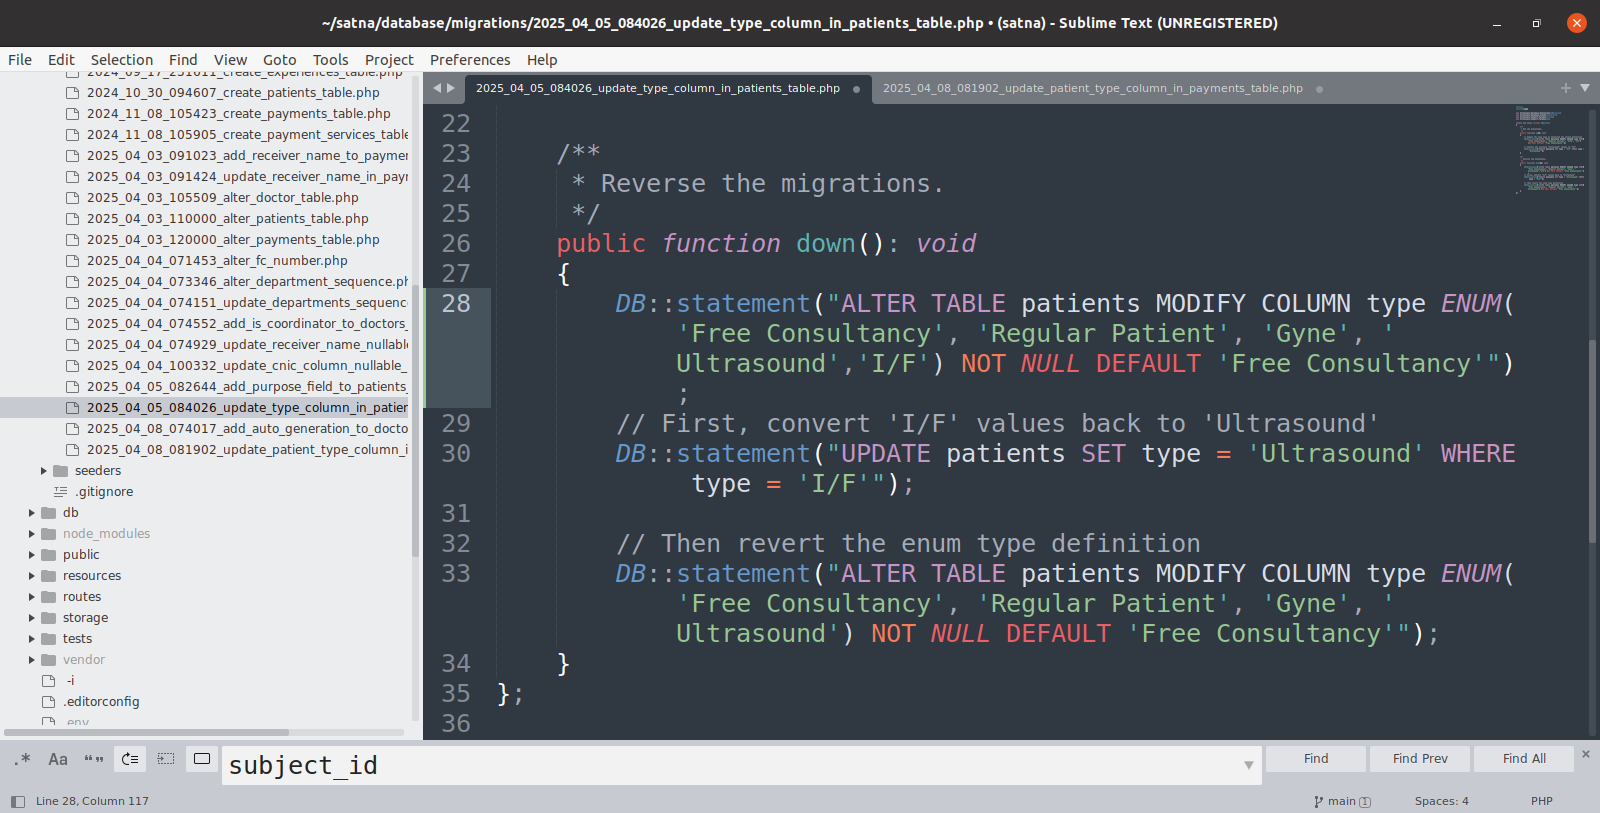 ~/satna/database/migrations/2025_04_05_084026_update_type_column_in_patients_table.php • (satna) - Sublime Text (UNREGISTERED)
File Edit Selection Find View Goto Tools Project Preferences Help
2024_09_17_231011_create_experiences_table.php
2024_10_30_094607_create_patients_table.php
2024_11_08_105423_create_payments_table.php
2024_11_08_105905_create_payment_services_table
2025_04_03_091023_add_receiver_name_to_paymen
2025_04_03_091424_update_receiver_name_in_payr
2025_04_03_105509_alter_doctor_table.php
2025_04_03_110000_alter_patients_table.php
2025_04_03_120000_alter_payments_table.php
2025_04_04_071453_alter_fc_number.php
2025_04_04_073346_alter_department_sequence.ph
2025_04_04_074151_update_departments_sequenc
2025_04_04_074552_add_is_coordinator_to_doctors_
2025_04_04_074929_update_receiver_name_nullabl
2025_04_04_100332_update_cnic_column_nullable_
2025_04_05_082644_add_purpose_field_to_patients_
2025_04_05_084026_update_type_column_in_patier
2025_04_08_074017_add_auto_generation_to_docto
2025_04_08_081902_update_patient_type_column_i
seeders
.gitignore
db
node_modules
public
resources
routes
storage
tests
vendor
-i
.editorconfig
.env
2025_04_05_084026_update_type_column_in_patients_table.php
2025_04_08_081902_update_patient_type_column_in_payments_table.php
22
23 /**
24 * Reverse the migrations.
25 */
26 public function down(): void
27 {
28 DB::statement("ALTER TABLE patients MODIFY COLUMN type ENUM(
'Free Consultancy', 'Regular Patient', 'Gyne', '
Ultrasound','I/F') NOT NULL DEFAULT 'Free Consultancy'")
;
29 // First, convert 'I/F' values back to 'Ultrasound'
30 DB::statement("UPDATE patients SET type = 'Ultrasound' WHERE
type = 'I/F'");
31
32 // Then revert the enum type definition
33 DB::statement("ALTER TABLE patients MODIFY COLUMN type ENUM(
'Free Consultancy', 'Regular Patient', 'Gyne', '
Ultrasound') NOT NULL DEFAULT 'Free Consultancy'");
34 }
35 };
36
.* Aa “” subject_id Find Find Prev Find All
Line 28, Column 117 main 1 Spaces: 4 PHP